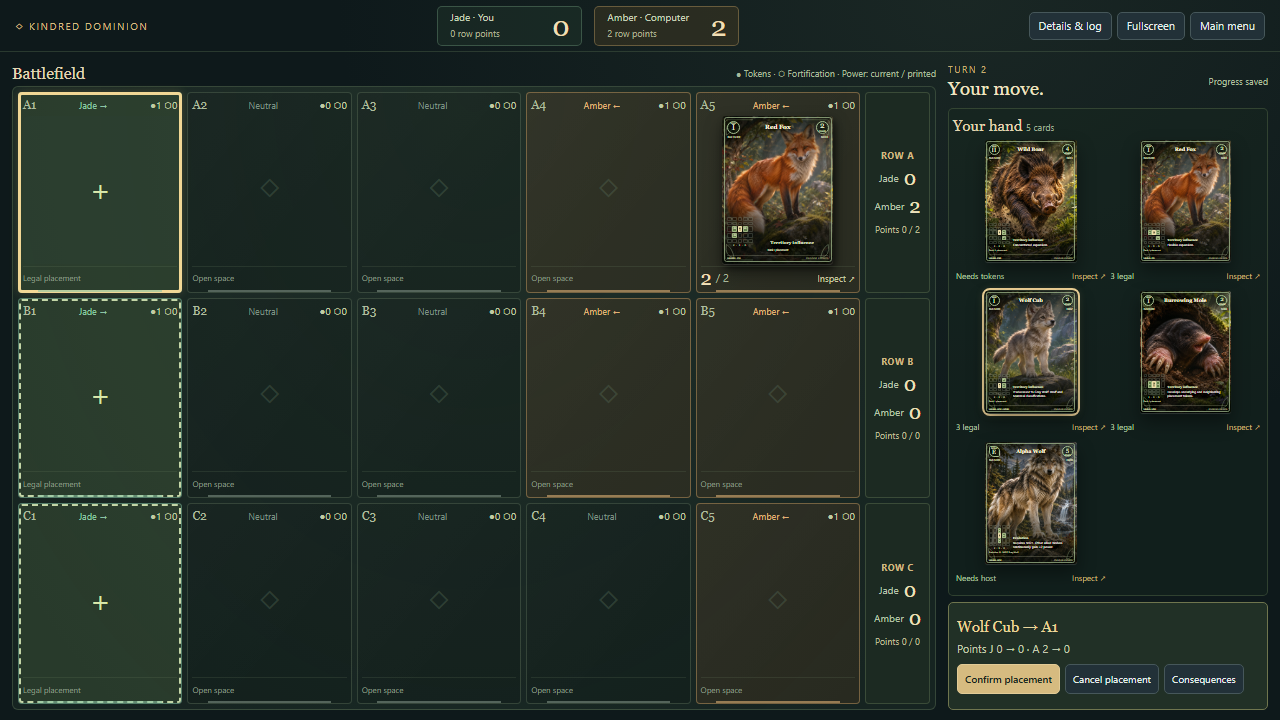 KINDRED DOMINION
Jade · You
0 row points
0
Amber · Computer
2 row points
2
Details & log
Fullscreen
Main menu
Battlefield
● Tokens · ⬡ Fortification · Power: current / printed
A1 Jade → ●1 ⬡0
+
Legal placement
A2 Neutral ●0 ⬡0
Open space
A3 Neutral ●0 ⬡0
Open space
A4 Amber ← ●1 ⬡0
Open space
A5 Amber ← ●1 ⬡0
Red Fox
2
Territory Influence
2 / 2
Inspect ↗
ROW A
Jade 0
Amber 2
Points 0 / 2
B1 Jade → ●1 ⬡0
+
Legal placement
B2 Neutral ●0 ⬡0
Open space
B3 Neutral ●0 ⬡0
Open space
B4 Amber ← ●1 ⬡0
Open space
B5 Amber ← ●1 ⬡0
Open space
ROW B
Jade 0
Amber 0
Points 0 / 0
C1 Jade → ●1 ⬡0
+
Legal placement
C2 Neutral ●0 ⬡0
Open space
C3 Neutral ●0 ⬡0
Open space
C4 Neutral ●0 ⬡0
Open space
C5 Amber ← ●1 ⬡0
Open space
ROW C
Jade 0
Amber 0
Points 0 / 0
TURN 2
Your move.
Progress saved
Your hand 5 cards
Wild Boar
Needs tokens
Inspect ↗
Red Fox
3 legal
Inspect ↗
Wolf Cub
3 legal
Inspect ↗
Burrowing Mole
3 legal
Inspect ↗
Alpha Wolf
Needs host
Inspect ↗
Wolf Cub → A1
Points J 0 → 0 · A 2 → 0
Confirm placement
Cancel placement
Consequences